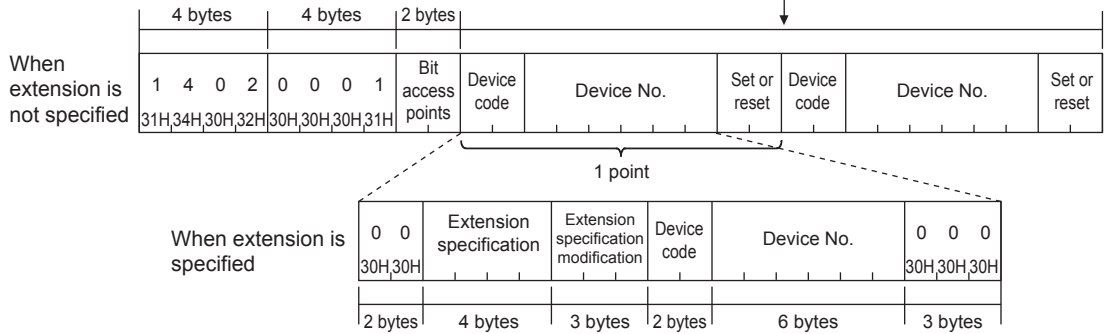 4 bytes 4 bytes 2 bytes
When extension is not specified
1 4 0 2
31H 34H 30H 32H
0 0 0 1
30H 30H 30H 31H
Bit access points
Device code
Device No.
Set or reset
Device code
Device No.
Set or reset
1 point
When extension is specified
0 0
30H 30H
Extension specification
Extension specification modification
Device code
Device No.
0 0 0
30H 30H 30H
2 bytes 4 bytes 3 bytes 2 bytes 6 bytes 3 bytes